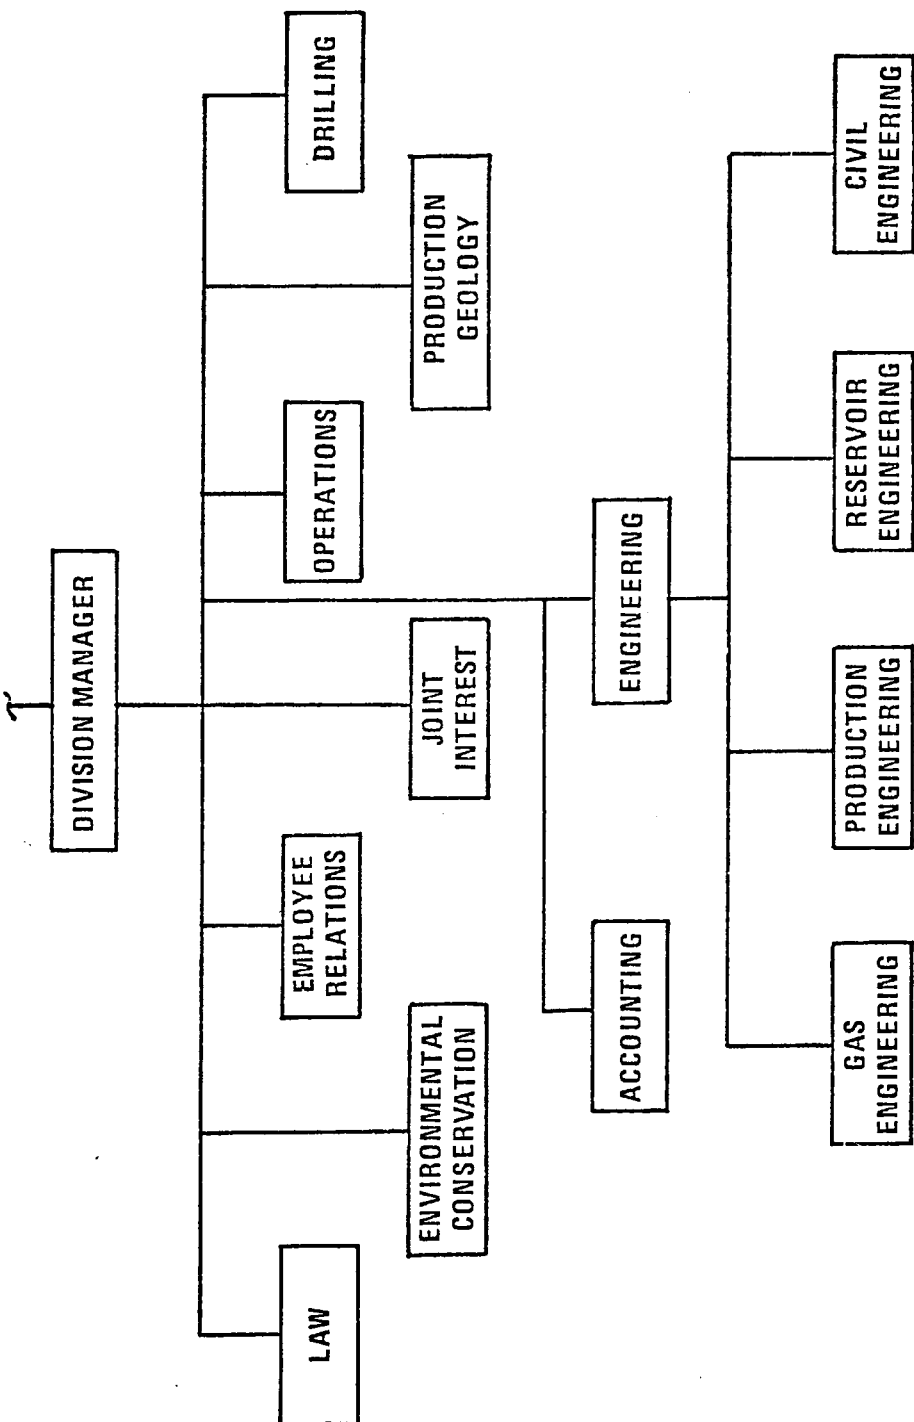 DIVISION MANAGER
LAW
EMPLOYEE
RELATIONS
OPERATIONS
DRILLING
ENVIRONMENTAL
CONSERVATION
JOINT
INTEREST
PRODUCTION
GEOLOGY
ACCOUNTING
ENGINEERING
GAS
ENGINEERING
PRODUCTION
ENGINEERING
RESERVOIR
ENGINEERING
CIVIL
ENGINEERING